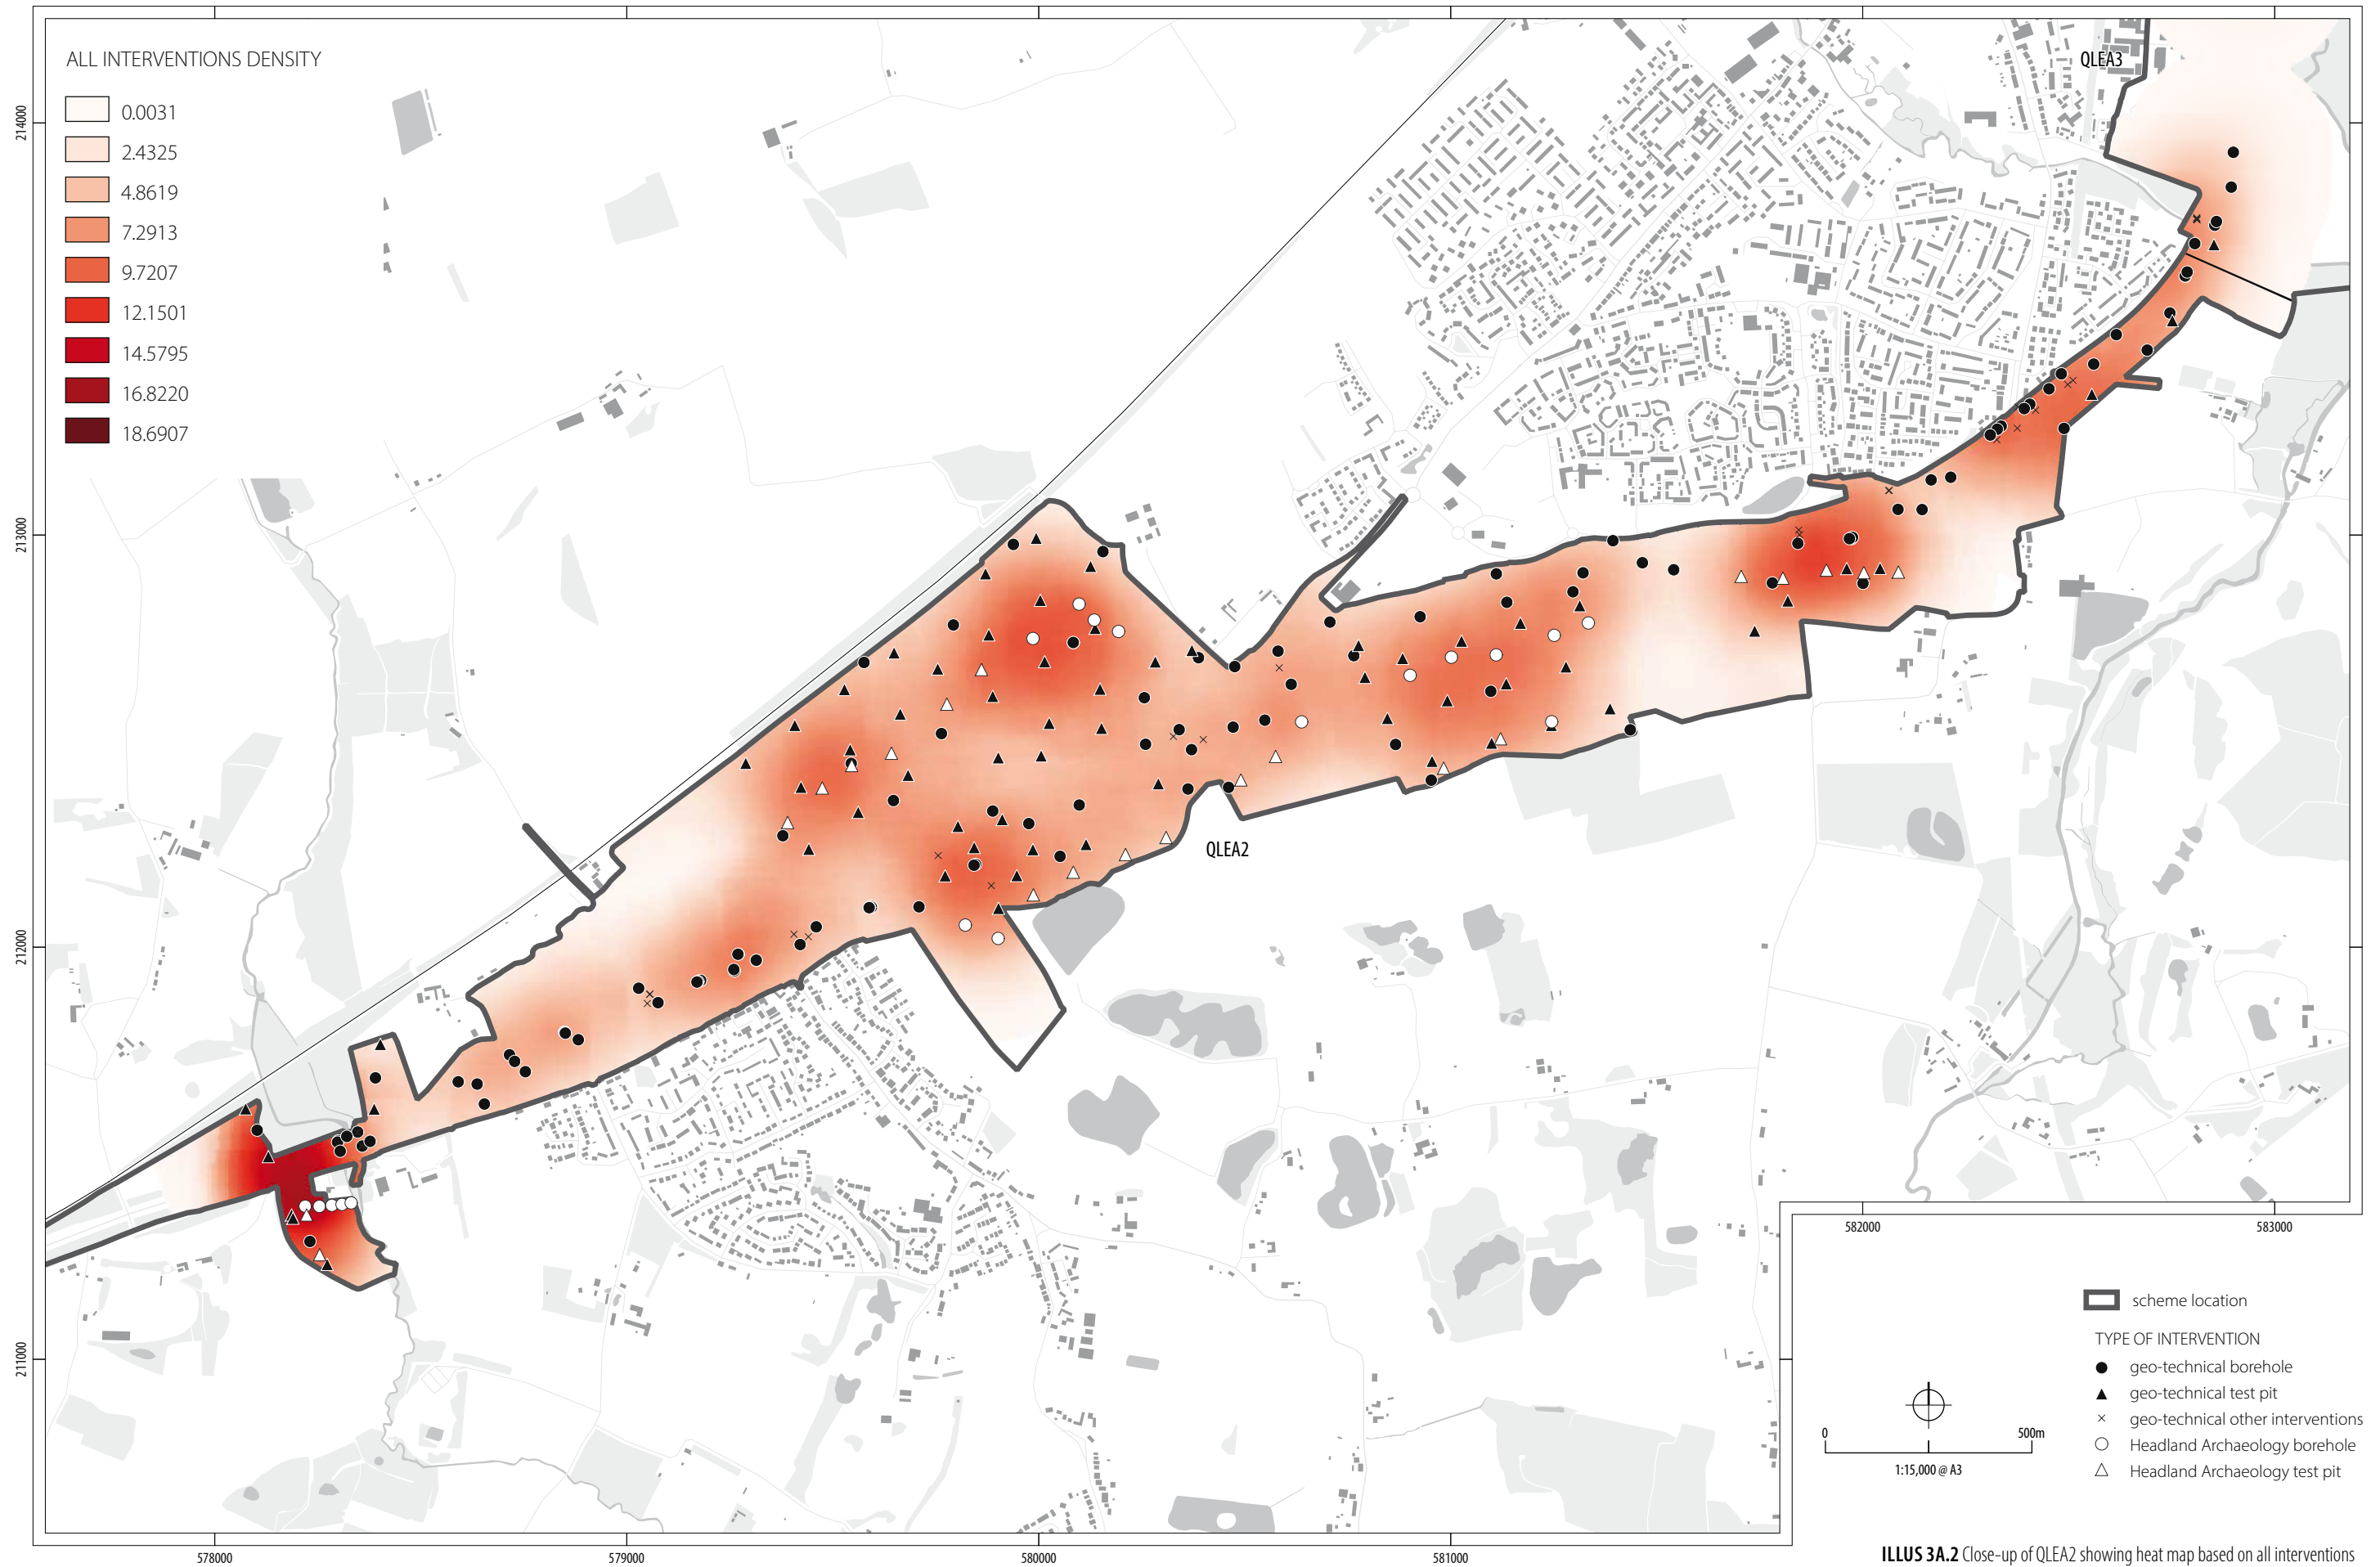 ALL INTERVENTIONS DENSITY
0.0031
2.4325
4.8619
7.2913
9.7207
12.1501
14.5795
16.8220
18.6907
QLEA3
214000
213000
QLEA2
212000
211000
582000
583000
scheme location
TYPE OF INTERVENTION
geo-technical borehole
geo-technical test pit
geo-technical other interventions
Headland Archaeology borehole
Headland Archaeology test pit
0
500m
1:15,000 @ A3
578000
579000
580000
581000
ILLUS 3A.2 Close-up of QLEA2 showing heat map based on all interventions